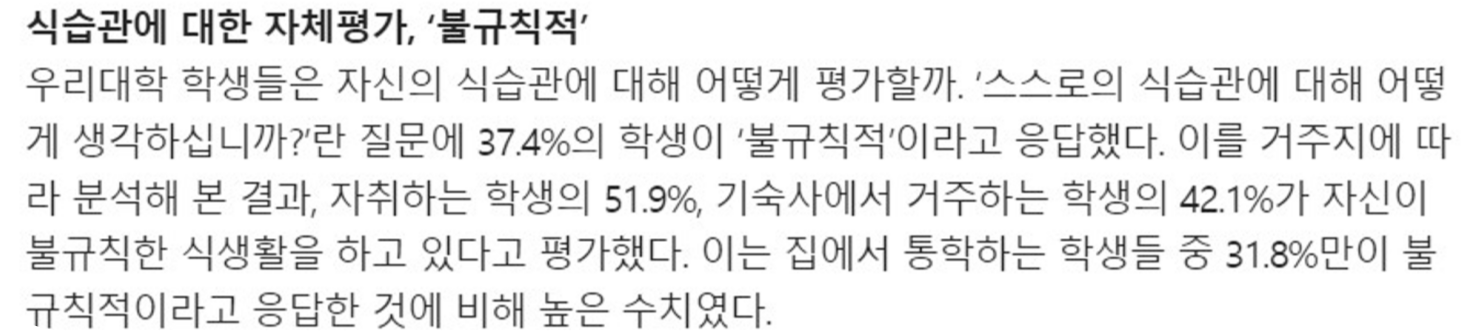 식습관에 대한 자체평가, ‘불규칙적’
우리대학 학생들은 자신의 식습관에 대해 어떻게 평가할까. ‘스스로의 식습관에 대해 어떻
게 생각하십니까?’란 질문에 37.4%의 학생이 ‘불규칙적’이라고 응답했다. 이를 거주지에 따
라 분석해 본 결과, 자취하는 학생의 51.9%, 기숙사에서 거주하는 학생의 42.1%가 자신이
불규칙한 식생활을 하고 있다고 평가했다. 이는 집에서 통학하는 학생들 중 31.8%만이 불
규칙적이라고 응답한 것에 비해 높은 수치였다.